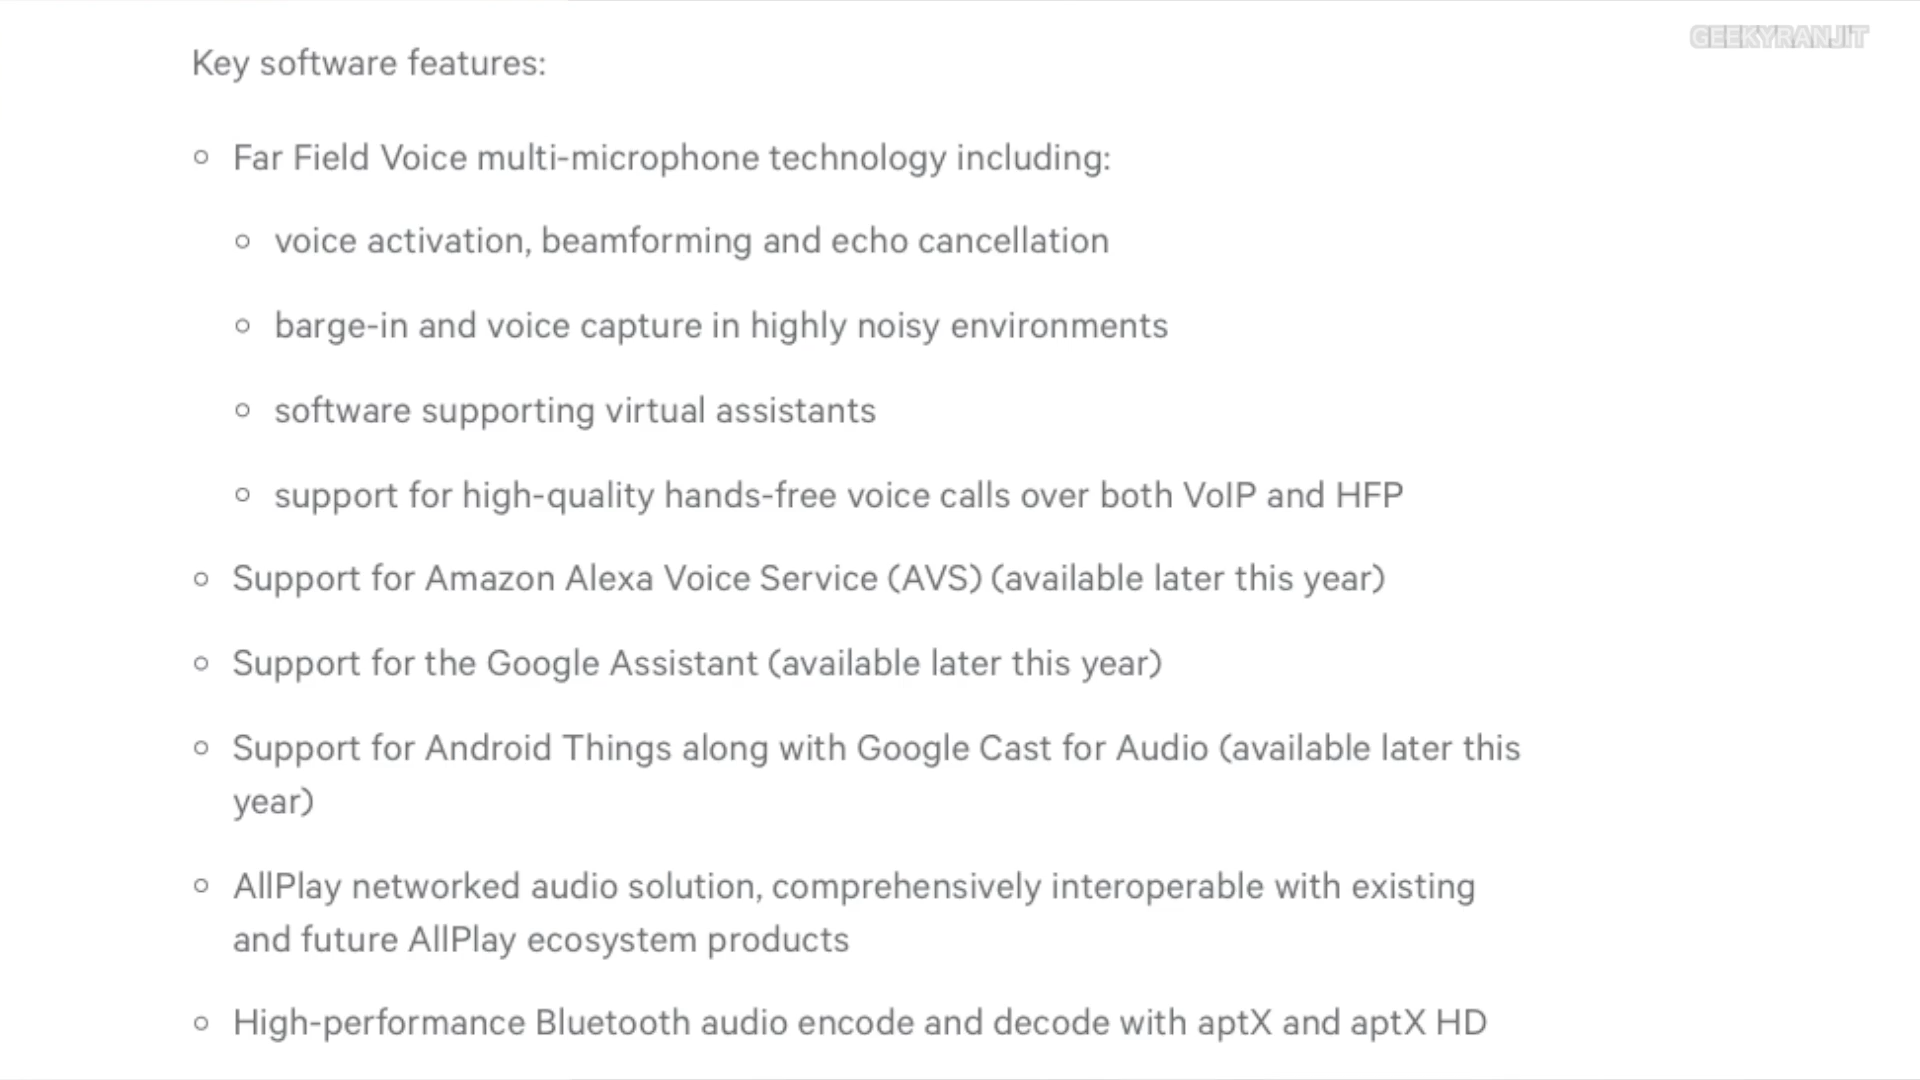 GEEKYRANJIT
Key software features:
Far Field Voice multi-microphone technology including:
voice activation, beamforming and echo cancellation
barge-in and voice capture in highly noisy environments
software supporting virtual assistants
support for high-quality hands-free voice calls over both VoIP and HFP
Support for Amazon Alexa Voice Service (AVS) (available later this year)
Support for the Google Assistant (available later this year)
Support for Android Things along with Google Cast for Audio (available later this
year)
AllPlay networked audio solution, comprehensively interoperable with existing
and future AllPlay ecosystem products
High-performance Bluetooth audio encode and decode with aptX and aptX HD